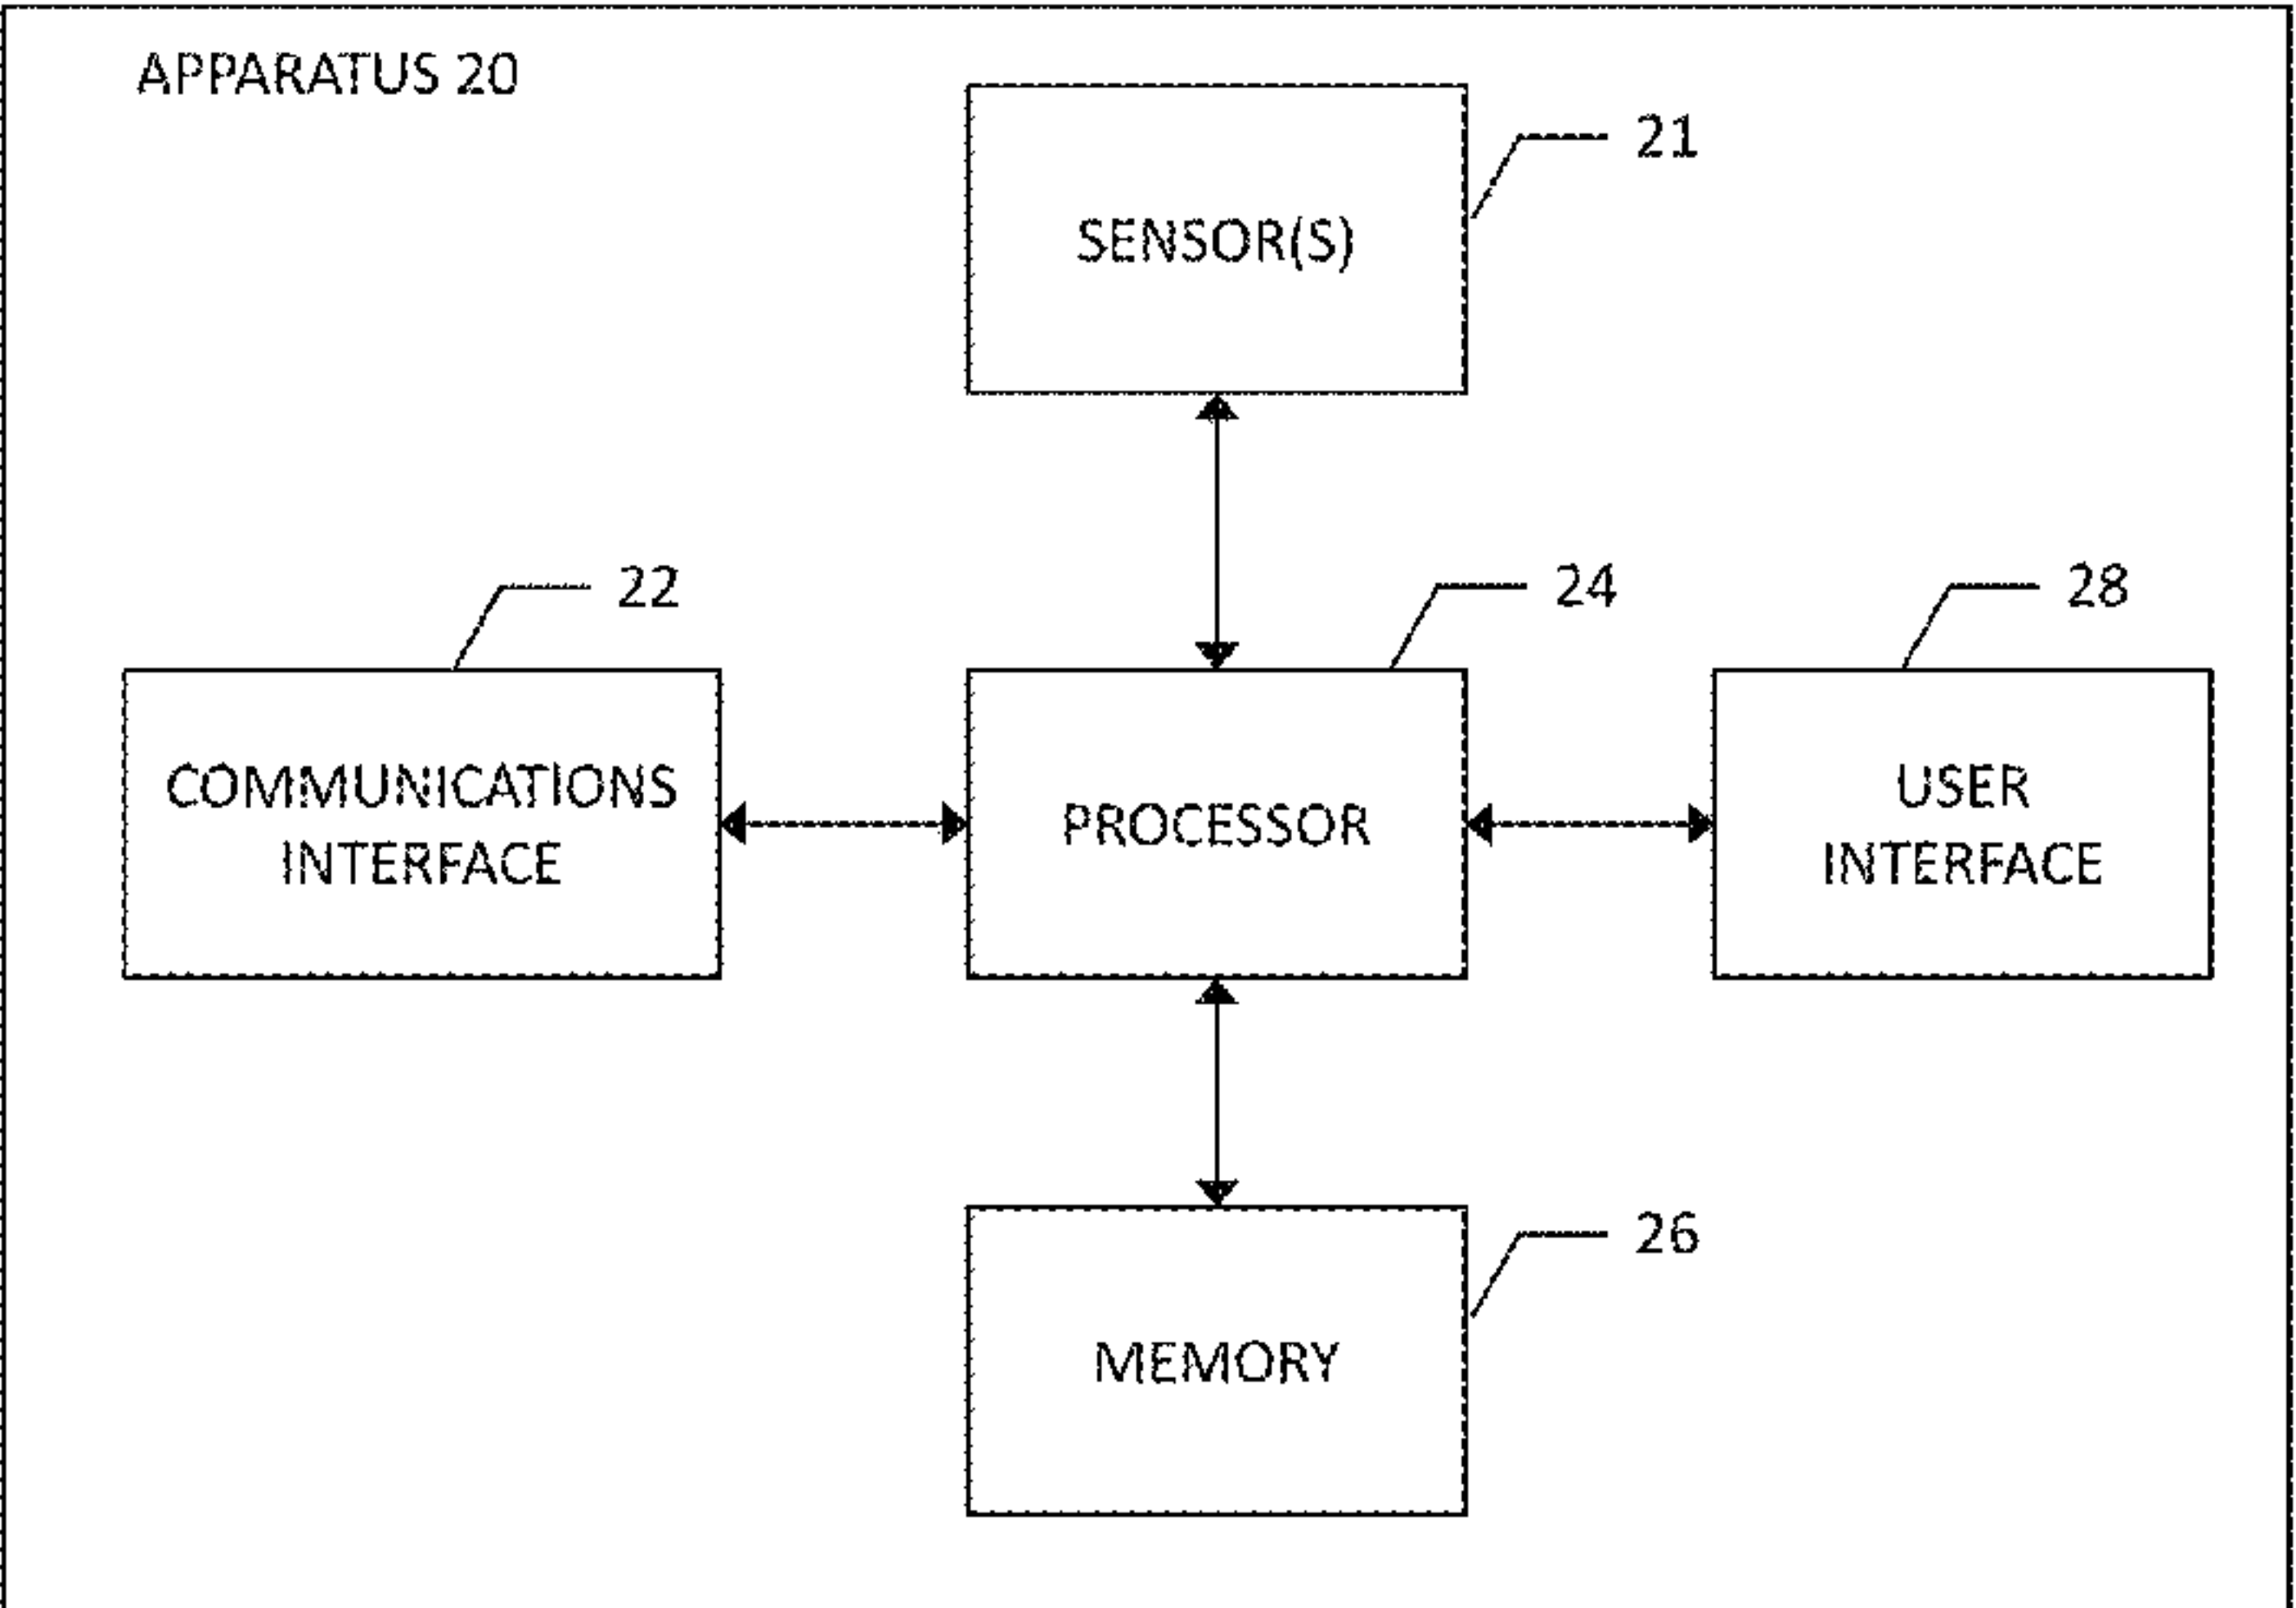 APPARATUS 20
21
SENSOR(S)
22
24
28
COMMUNICATIONS
INTERFACE
PROCESSOR
USER
INTERFACE
26
MEMORY